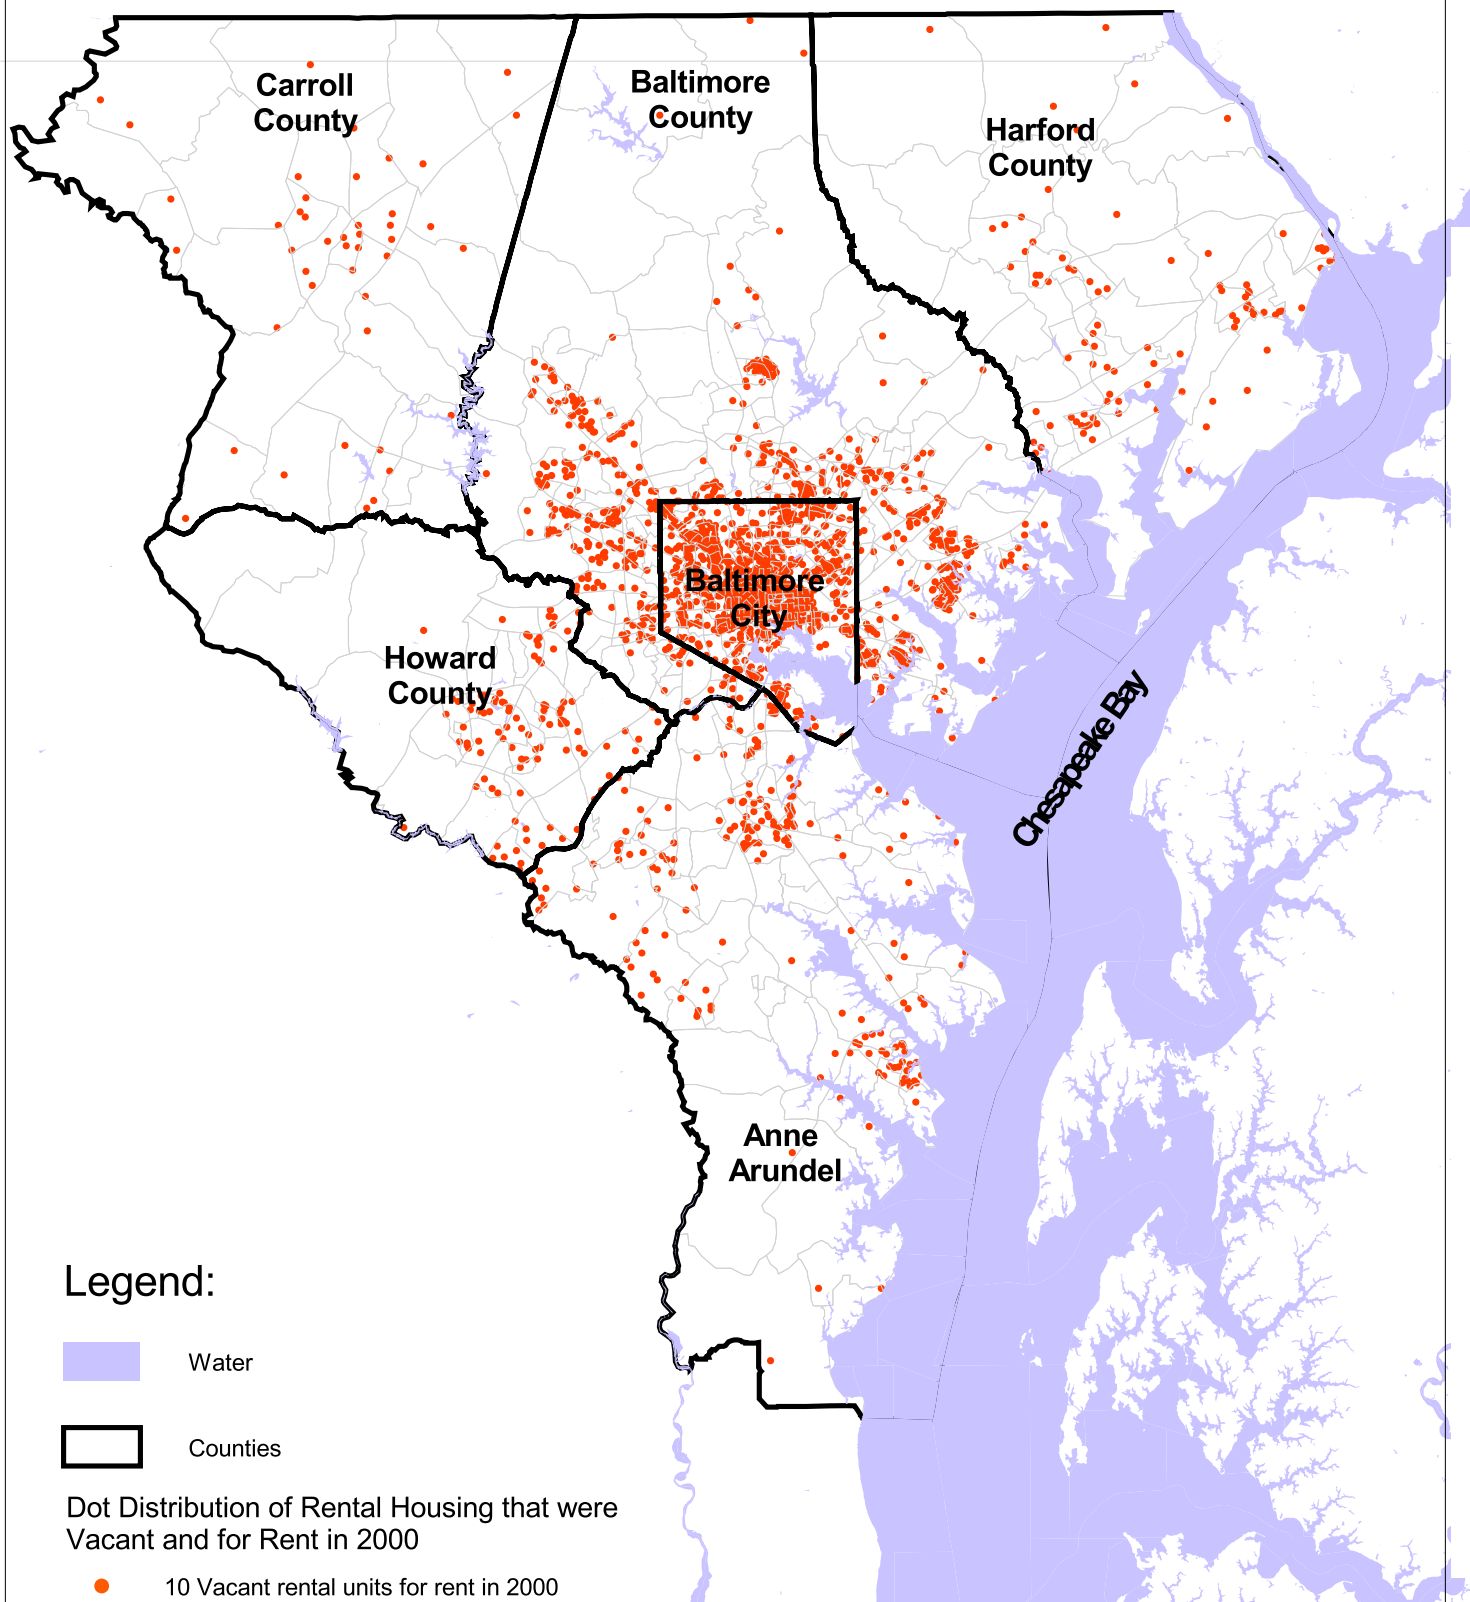 Carroll
County
Baltimore
County
Harford
County
Baltimore
City
Howard
County
Chesapeake Bay
Anne
Arundel
Legend:
Water
Counties
Dot Distribution of Rental Housing that were
Vacant and for Rent in 2000
10 Vacant rental units for rent in 2000